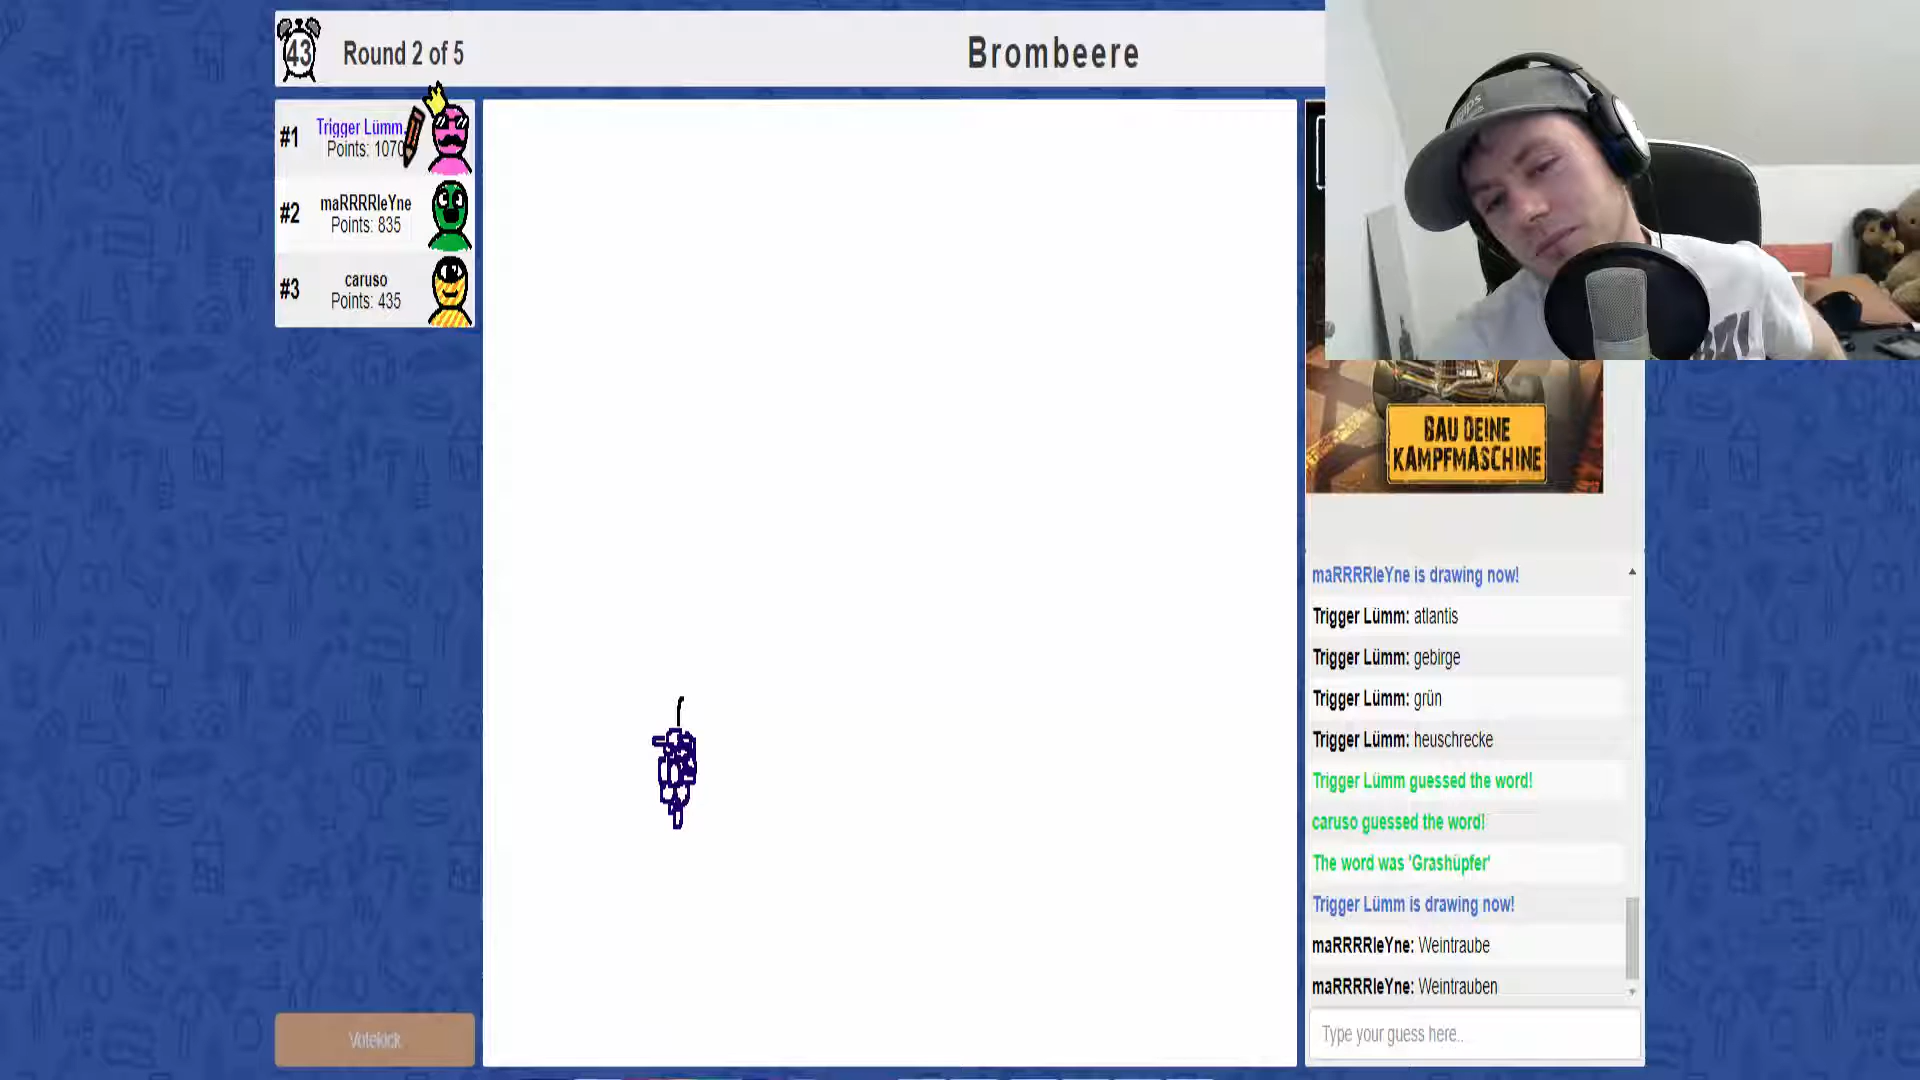 43
Round 2 of 5
Brombeere
#1
Trigger Lümm.
Points: 1070
#2
maRRRRleYne
Points: 835
#3
caruso
Points: 435
BAU DEINE
KAMPFMASCHINE
maRRRRleYne is drawing now!
Trigger Lümm: atlantis
Trigger Lümm: gebirge
Trigger Lümm: grün
Trigger Lümm: heuschrecke
Trigger Lümm guessed the word!
caruso guessed the word!
The word was 'Grashüpfer'
Trigger Lümm is drawing now!
maRRRRleYne: Weintraube
maRRRRleYne: Weintrauben
Votekick
Type your guess here..